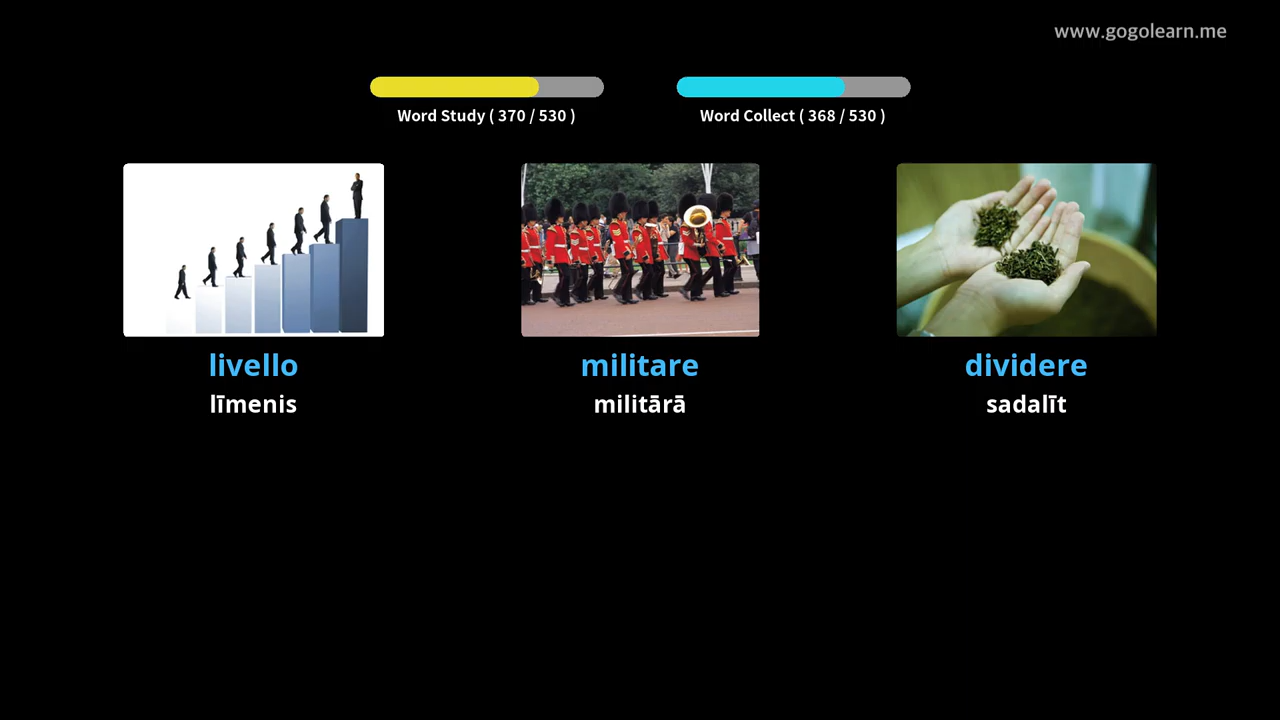 www.gogolearn.me
Word Study ( 370 / 530 )
Word Collect ( 368 / 530 )
livello
militare
dividere
līmenis
militārā
sadalīt